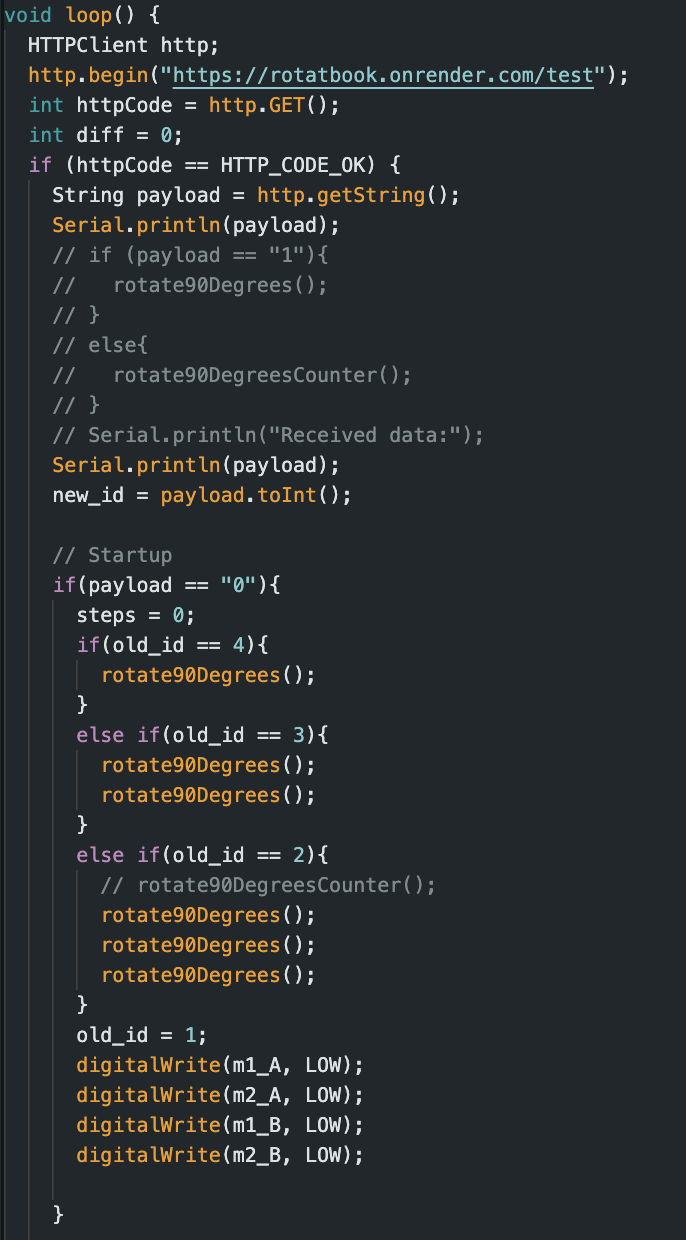 void loop() {
  HTTPClient http;
  http.begin("https://rotatbook.onrender.com/test");
  int httpCode = http.GET();
  int diff = 0;
  if (httpCode == HTTP_CODE_OK) {
    String payload = http.getString();
    Serial.println(payload);
    // if (payload == "1"){
    //   rotate90Degrees();
    // }
    // else{
    //   rotate90DegreesCounter();
    // }
    // Serial.println("Received data:");
    Serial.println(payload);
    new_id = payload.toInt();

    // Startup
    if(payload == "0"){
      steps = 0;
      if(old_id == 4){
        rotate90Degrees();
      }
      else if(old_id == 3){
        rotate90Degrees();
        rotate90Degrees();
      }
      else if(old_id == 2){
        // rotate90DegreesCounter();
        rotate90Degrees();
        rotate90Degrees();
        rotate90Degrees();
      }
      old_id = 1;
      digitalWrite(m1_A, LOW);
      digitalWrite(m2_A, LOW);
      digitalWrite(m1_B, LOW);
      digitalWrite(m2_B, LOW);

    }